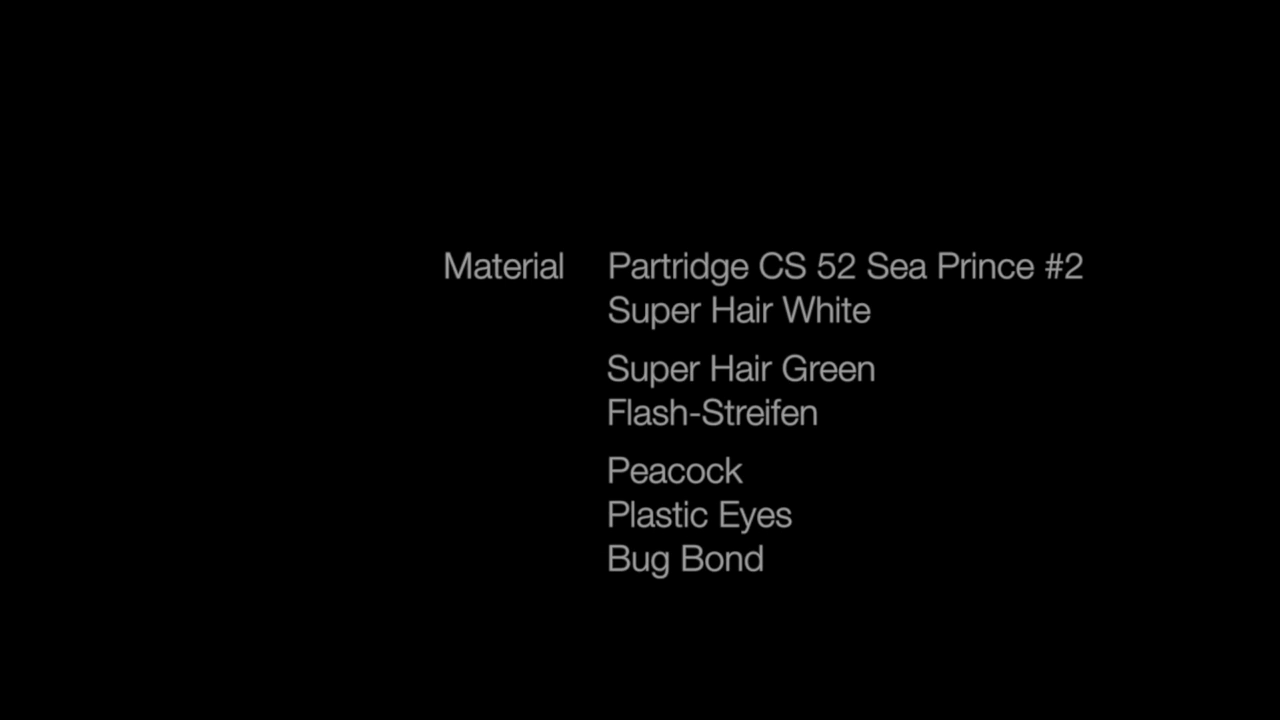 Material Partridge CS 52 Sea Prince #2
Super Hair White
Super Hair Green
Flash-Streifen
Peacock
Plastic Eyes
Bug Bond